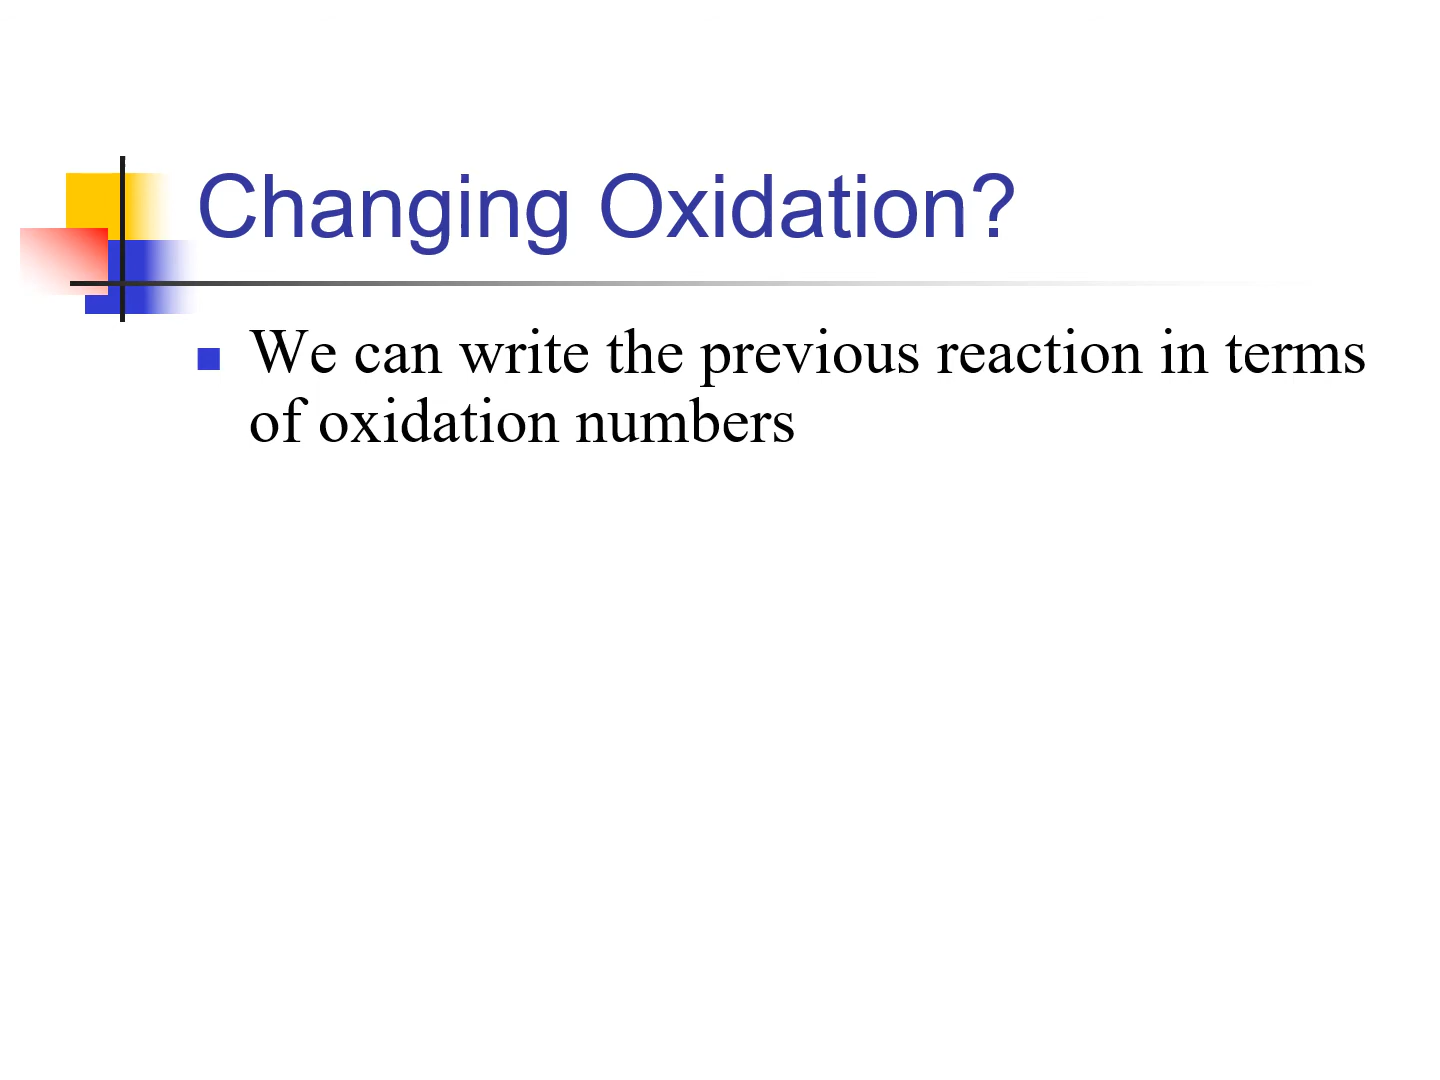 Changing Oxidation?
We can write the previous reaction in terms
of oxidation numbers